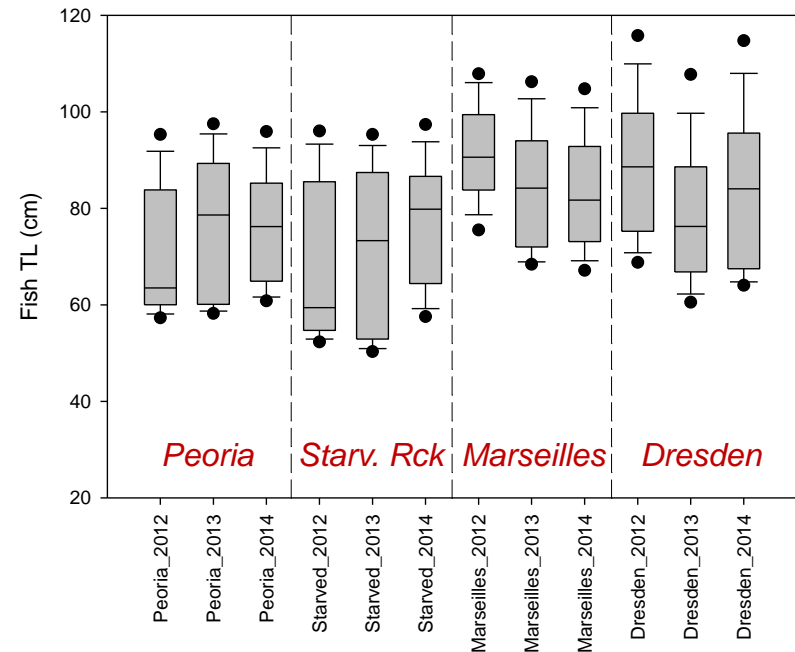 120
100
80
60
40
20
Fish TL (cm)
Peoria
Starv. Rck
Marseilles
Dresden
Peoria_2012
Peoria_2013
Peoria_2014
Starved_2012
Starved_2013
Starved_2014
Marseilles_2012
Marseilles_2013
Marseilles_2014
Dresden_2012
Dresden_2013
Dresden_2014